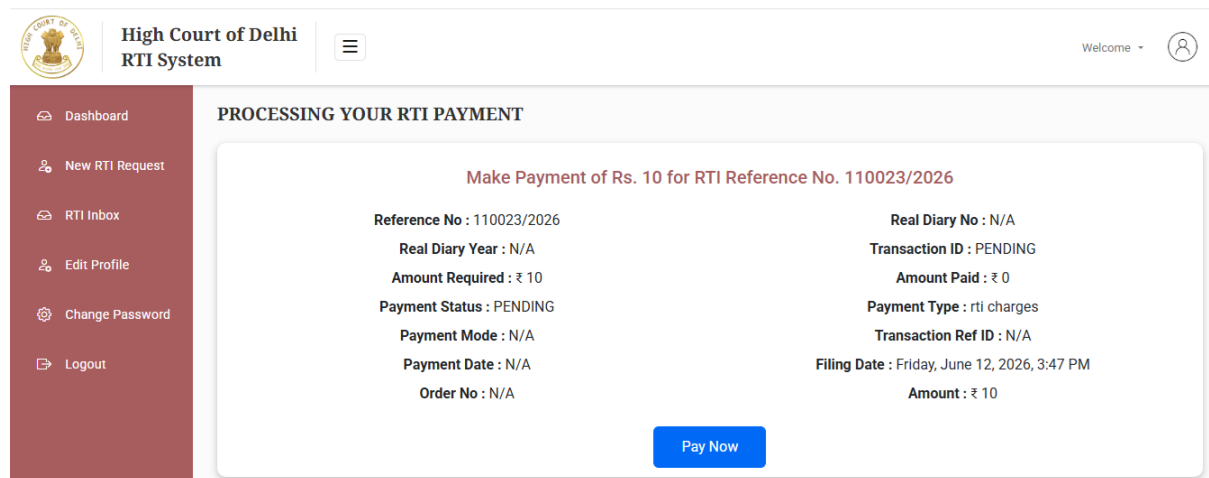 HIGH COURT OF DELHI
High Court of Delhi
RTI System
Welcome
Dashboard
New RTI Request
RTI Inbox
Edit Profile
Change Password
Logout
PROCESSING YOUR RTI PAYMENT
Make Payment of Rs. 10 for RTI Reference No. 110023/2026
Reference No : 110023/2026
Real Diary No : N/A
Real Diary Year : N/A
Transaction ID : PENDING
Amount Required : ₹ 10
Amount Paid : ₹ 0
Payment Status : PENDING
Payment Type : rti charges
Payment Mode : N/A
Transaction Ref ID : N/A
Payment Date : N/A
Filing Date : Friday, June 12, 2026, 3:47 PM
Order No : N/A
Amount : ₹ 10
Pay Now